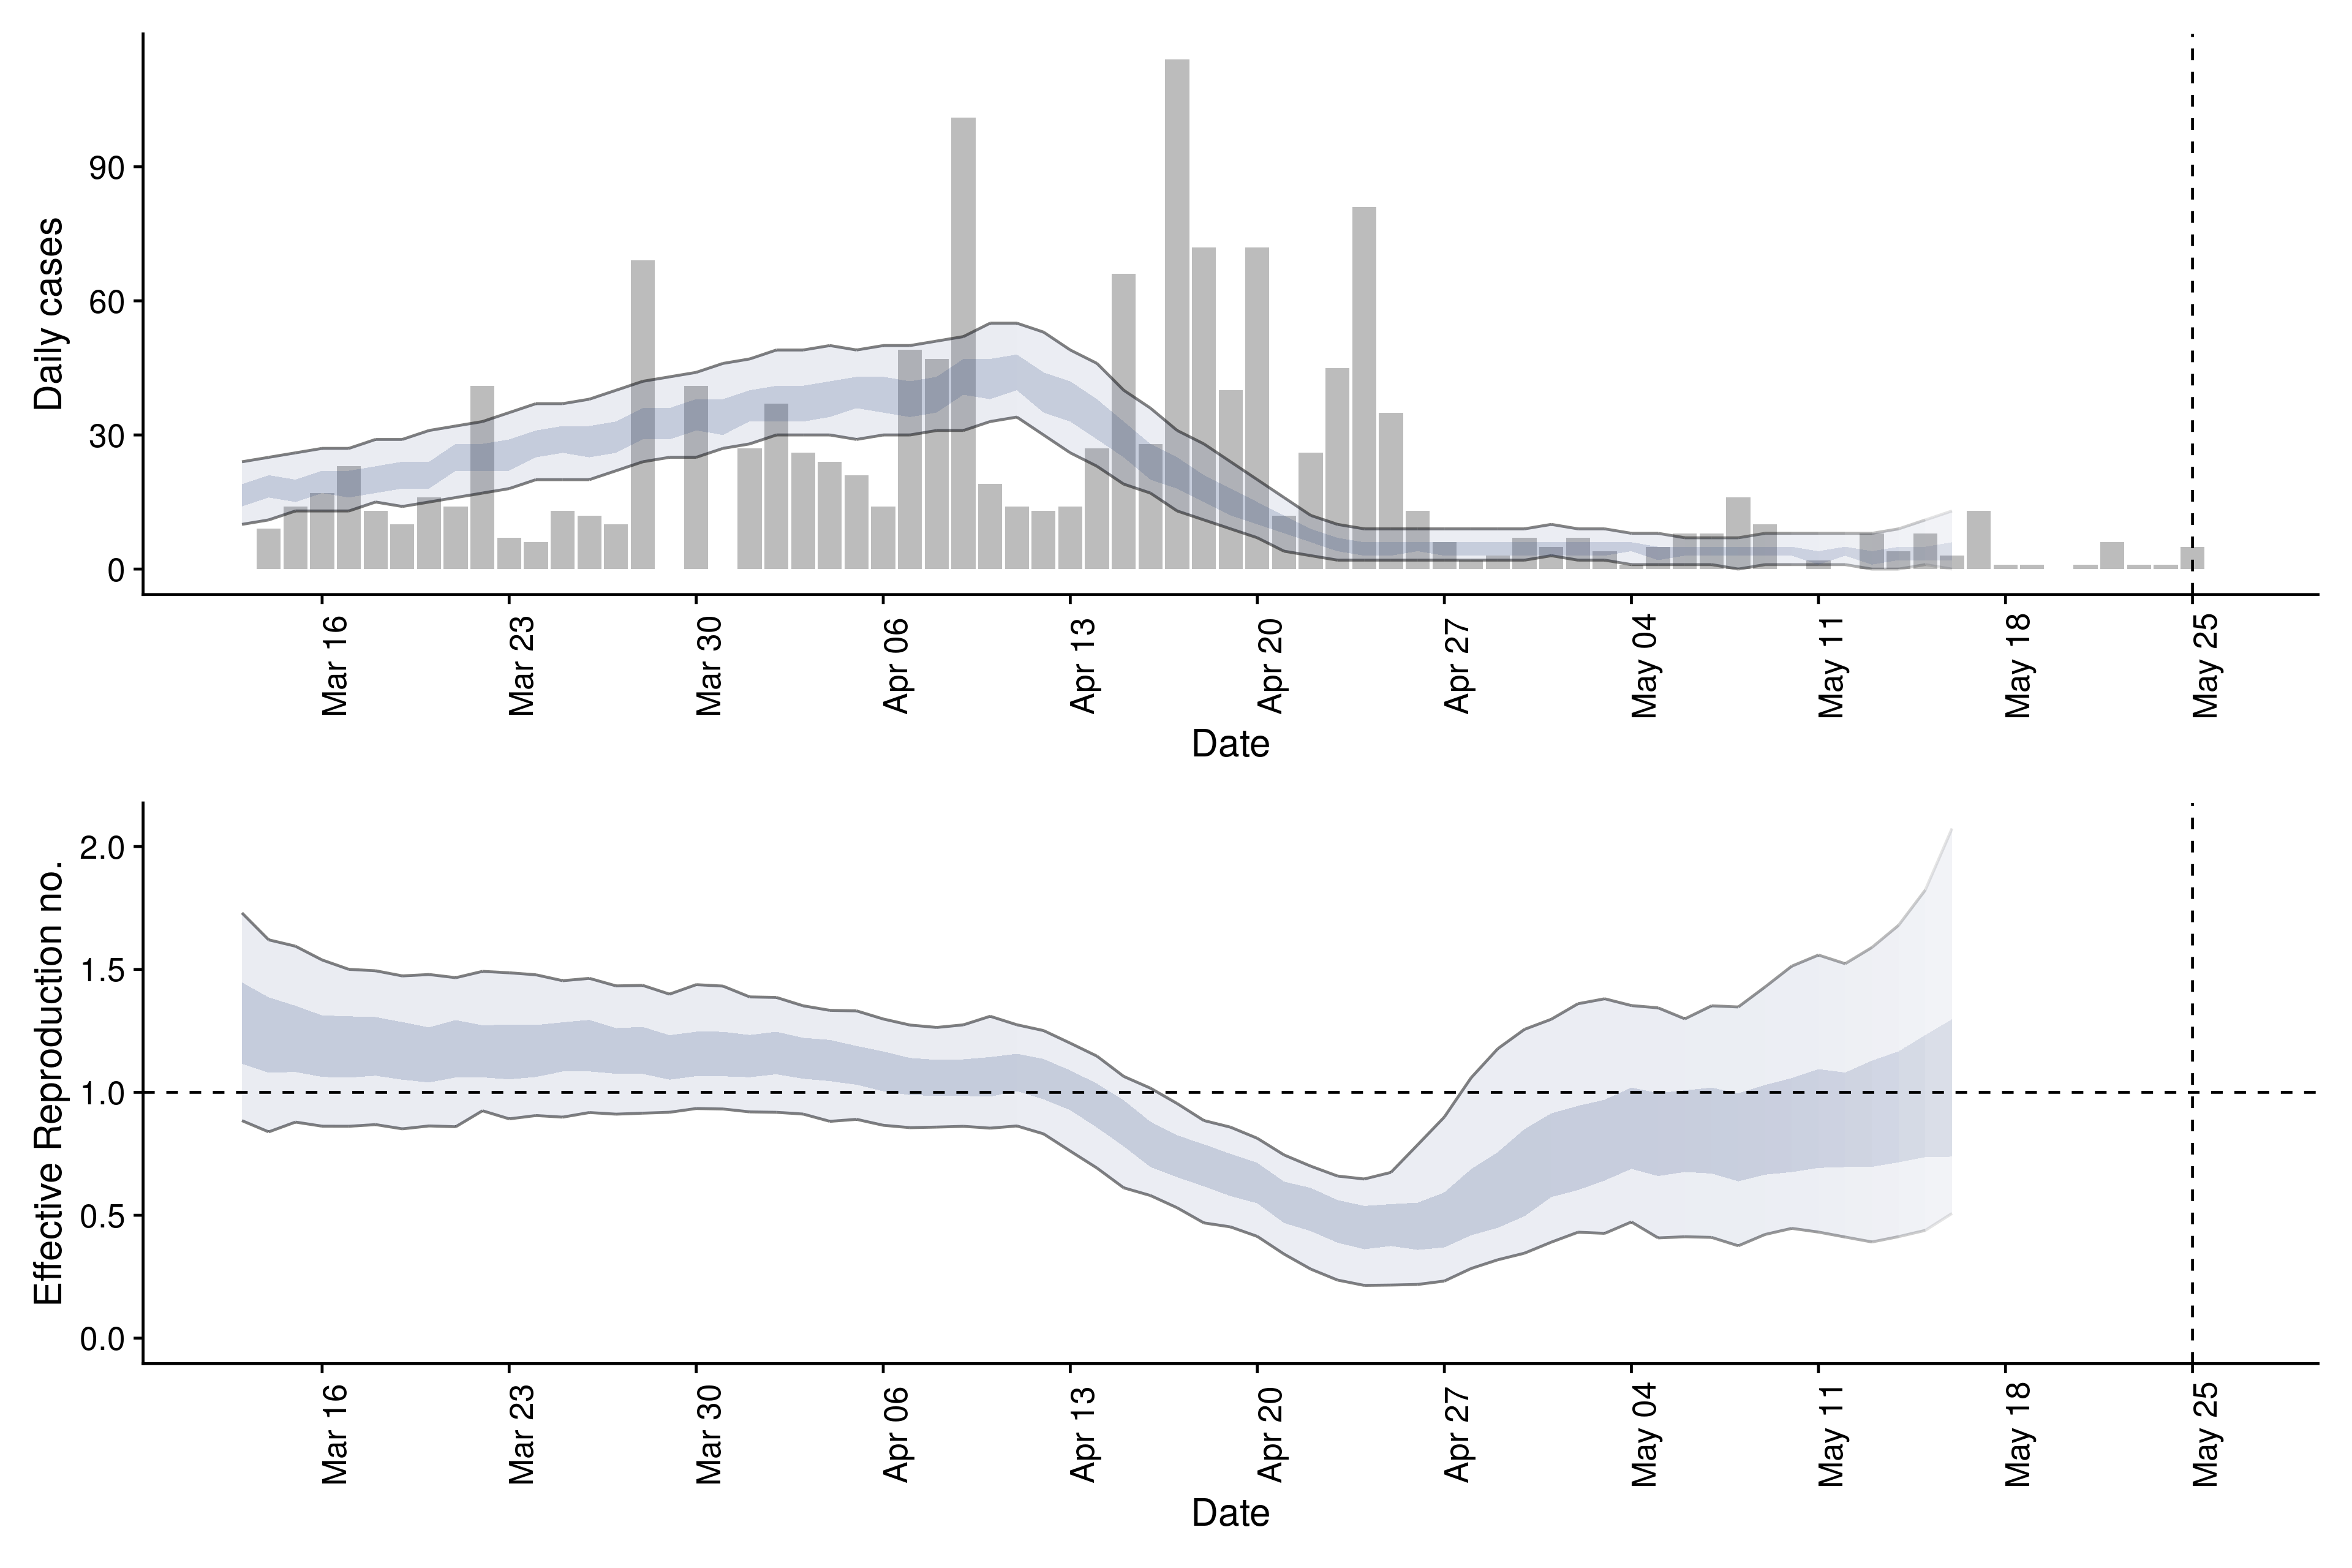 Daily cases
90
60
30
0
Mar 16
Mar 23
Mar 30
Apr 06
Apr 13
Apr 20
Apr 27
May 04
May 11
May 18
May 25
Date
Effective Reproduction no.
2.0
1.5
1.0
0.5
0.0
Mar 16
Mar 23
Mar 30
Apr 06
Apr 13
Apr 20
Apr 27
May 04
May 11
May 18
May 25
Date